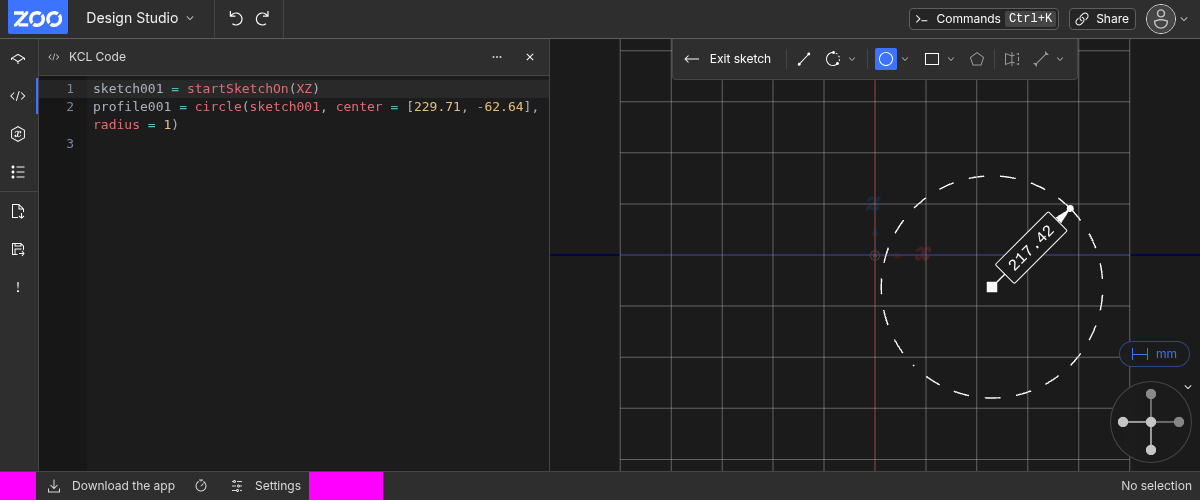 ZOO
Design Studio
Commands Ctrl+K
Share
KCL Code
Exit sketch
1 sketch001 = startSketchOn(XZ)
2 profile001 = circle(sketch001, center = [229.71, -62.64],
radius = 1)
3
Z
X
217.42
mm
Download the app
Settings
No selection